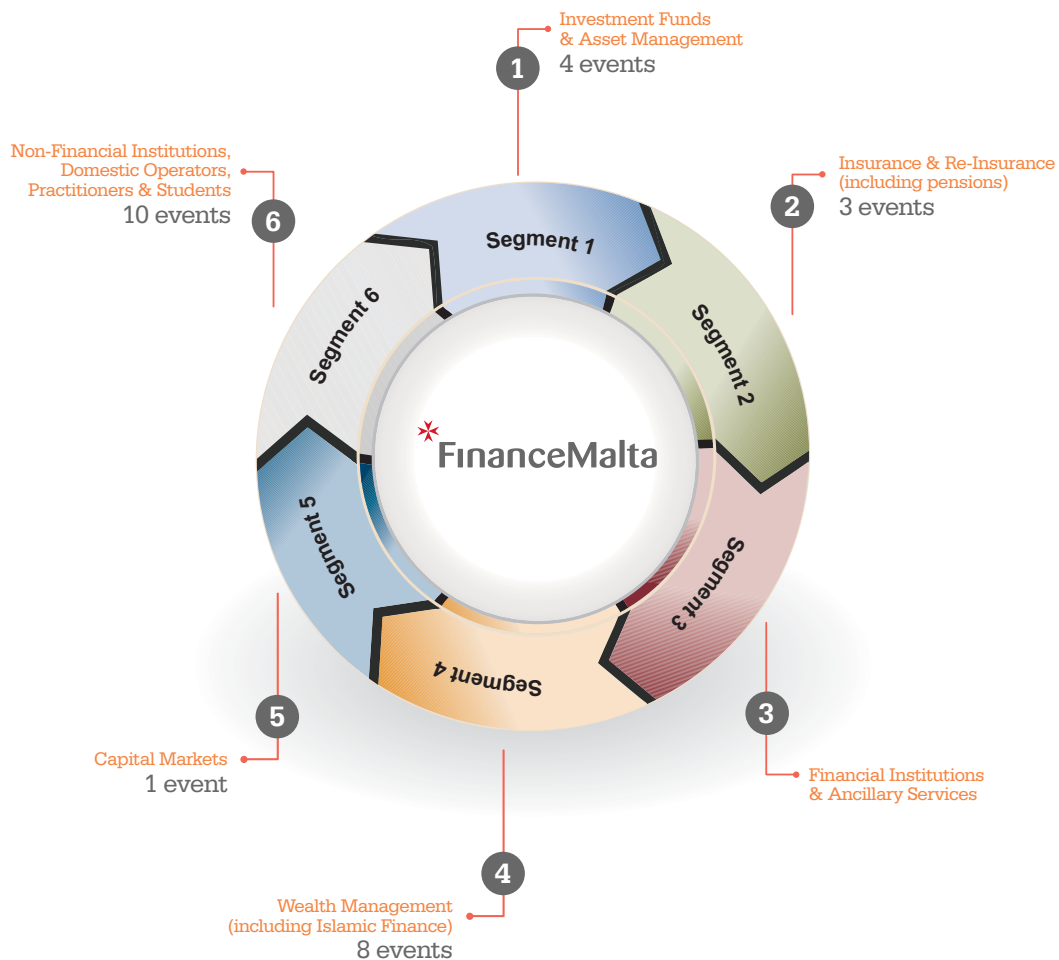 1
Investment Funds
& Asset Management
4 events
2
Insurance & Re-Insurance
(including pensions)
3 events
3
Financial Institutions
& Ancillary Services
4
Wealth Management
(including Islamic Finance)
8 events
5
Capital Markets
1 event
6
Non-Financial Institutions,
Domestic Operators,
Practitioners & Students
10 events
Segment 1
Segment 2
Segment 3
Segment 4
Segment 5
Segment 6
FinanceMalta